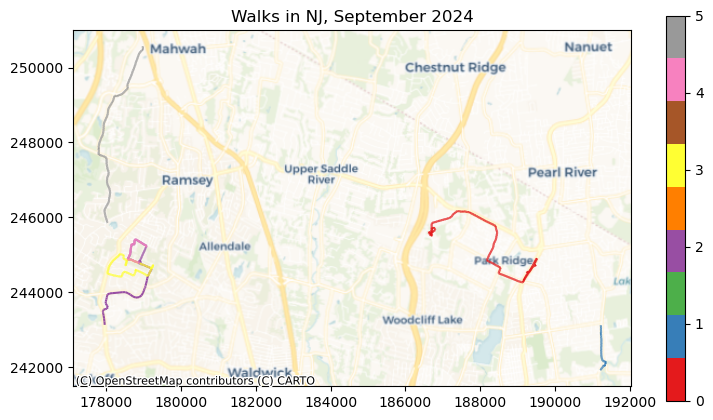 Walks in NJ, September 2024
250000
248000
246000
244000
242000
Mahwah
Nanuet
Chestnut Ridge
Upper Saddle
River
Pearl River
Ramsey
Allendale
Park Ridge
Woodcliff Lake
Waldwick
(C) OpenStreetMap contributors (C) CARTO
178000
180000
182000
184000
186000
188000
190000
192000
5
4
3
2
1
0